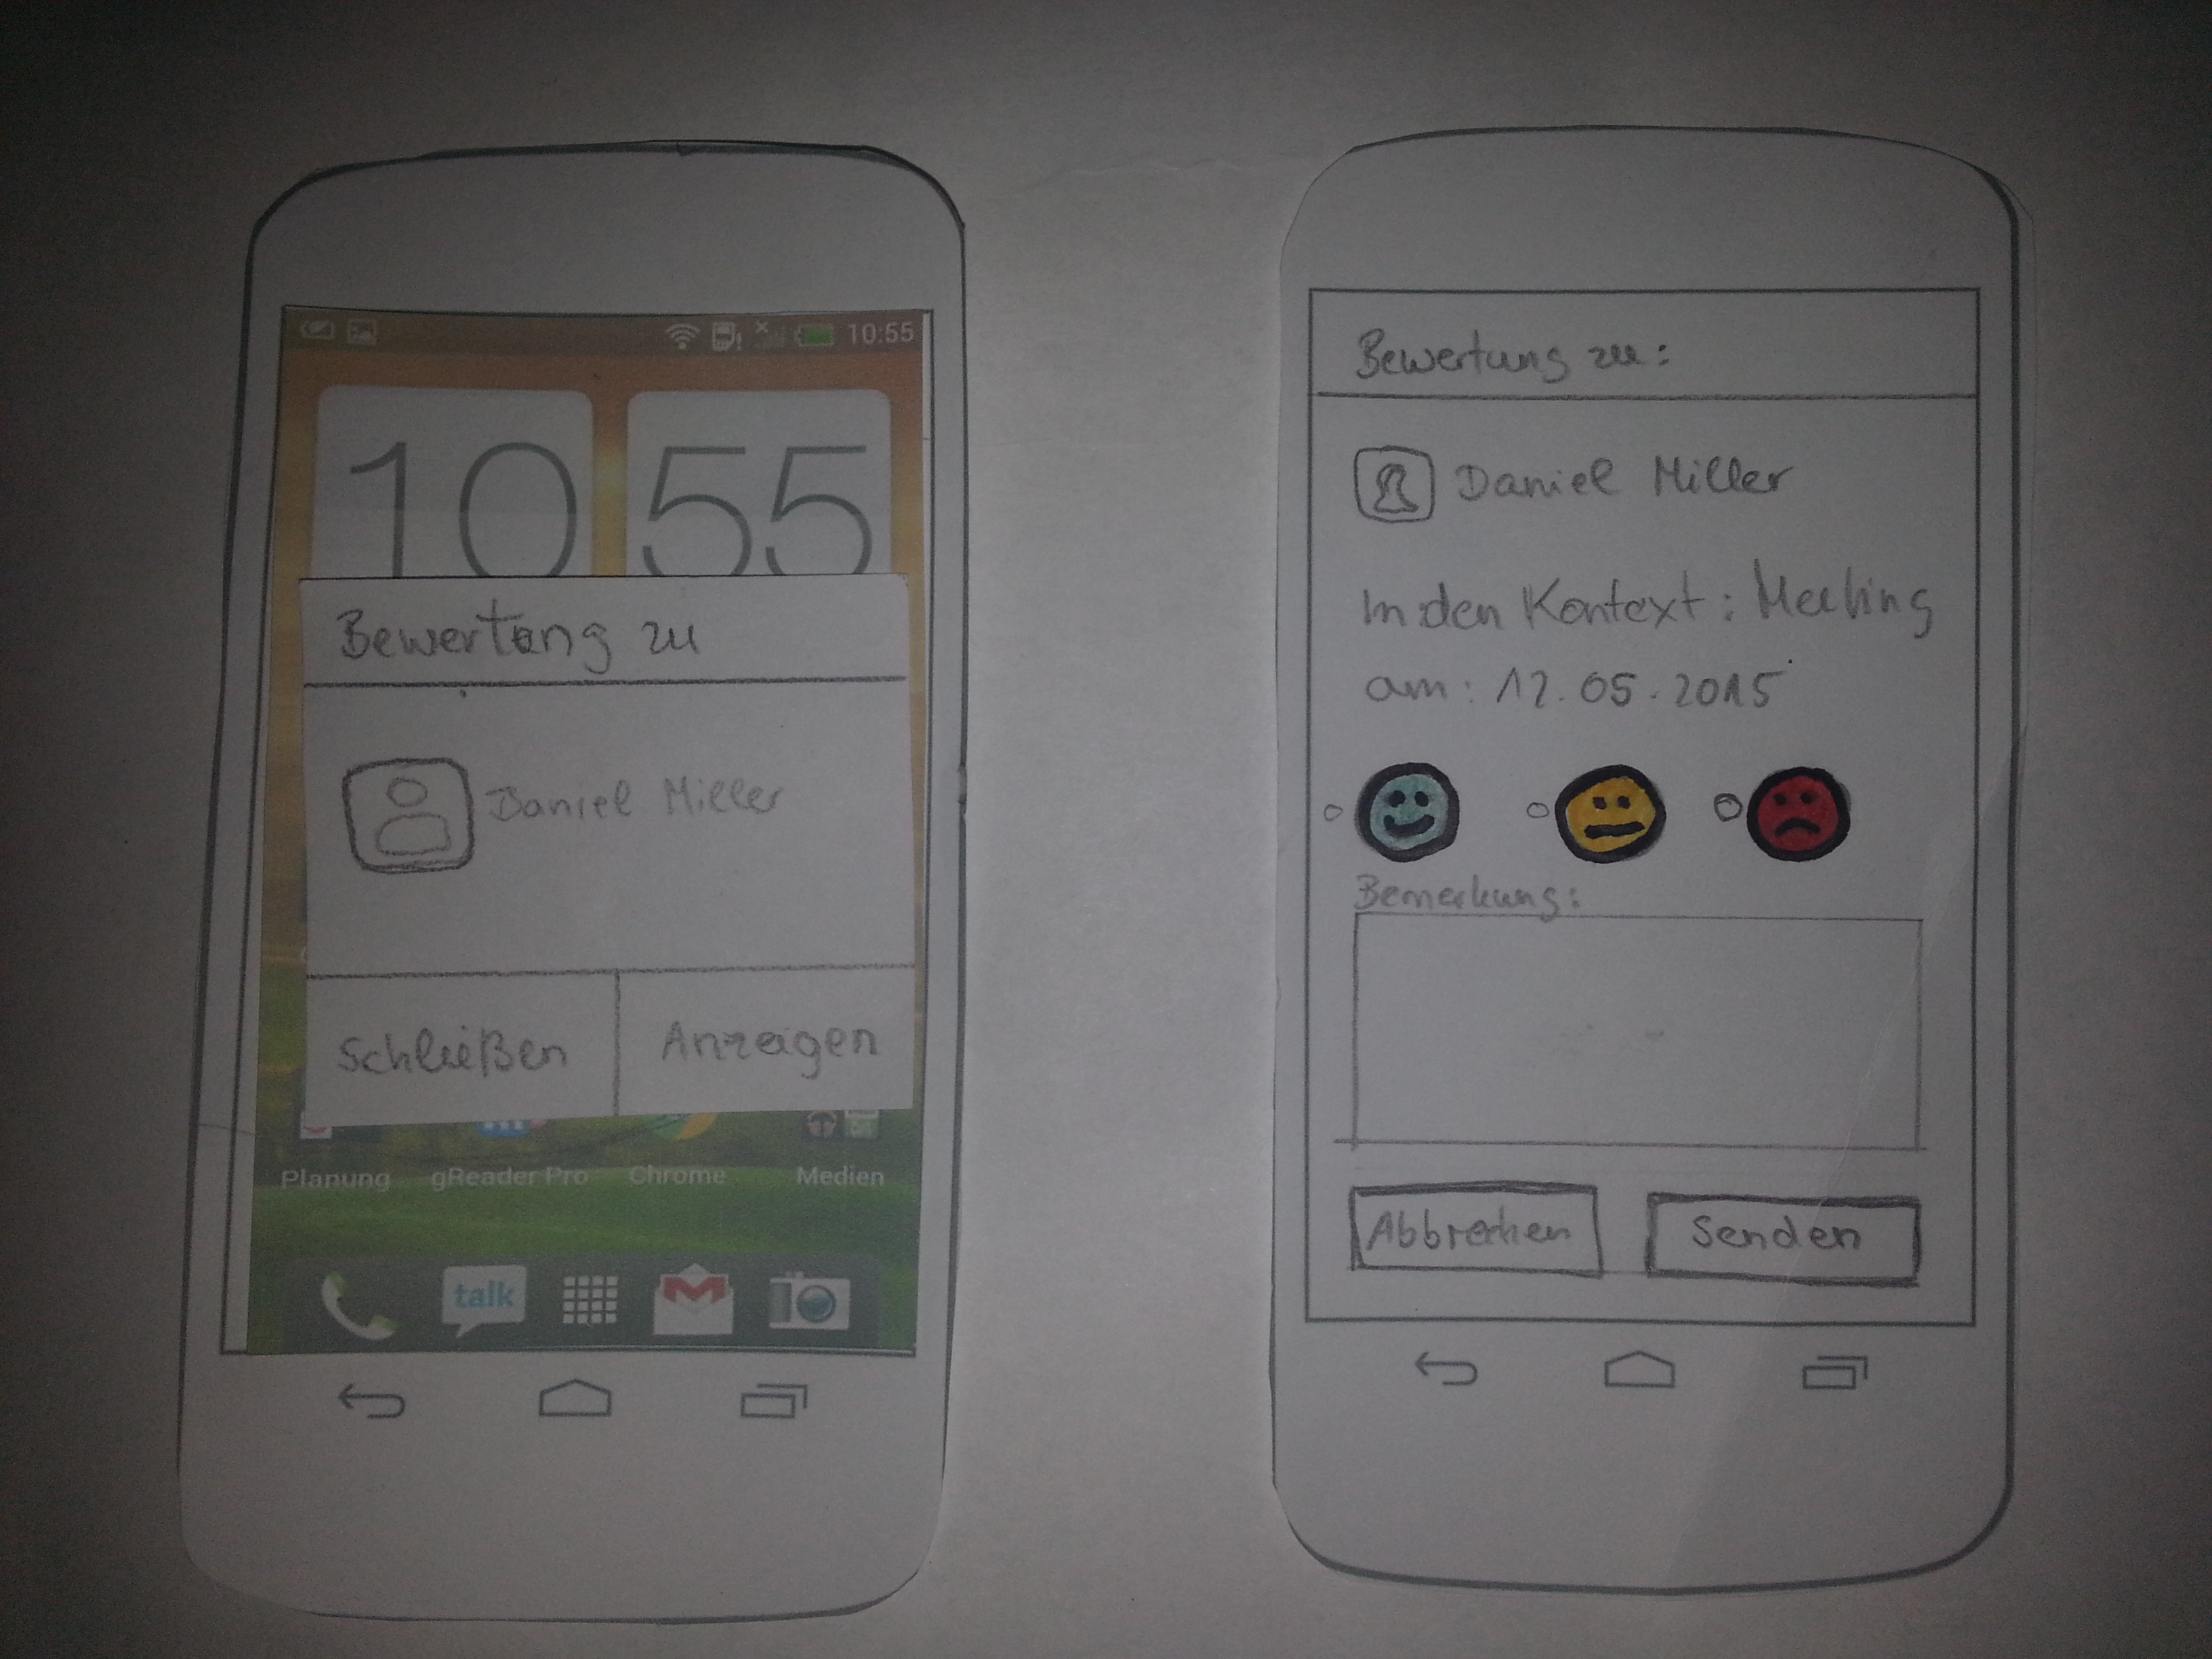 10:55
10 55
Bewertung zu
Daniel Miller
Schließen
Anzeigen
Planung
gReader Pro
Chrome
Medien
talk
Bewertung zu:
Daniel Miller
In den Kontext: Meeting
am: 12.05.2015
Bemerkung:
Abbrechen
Senden